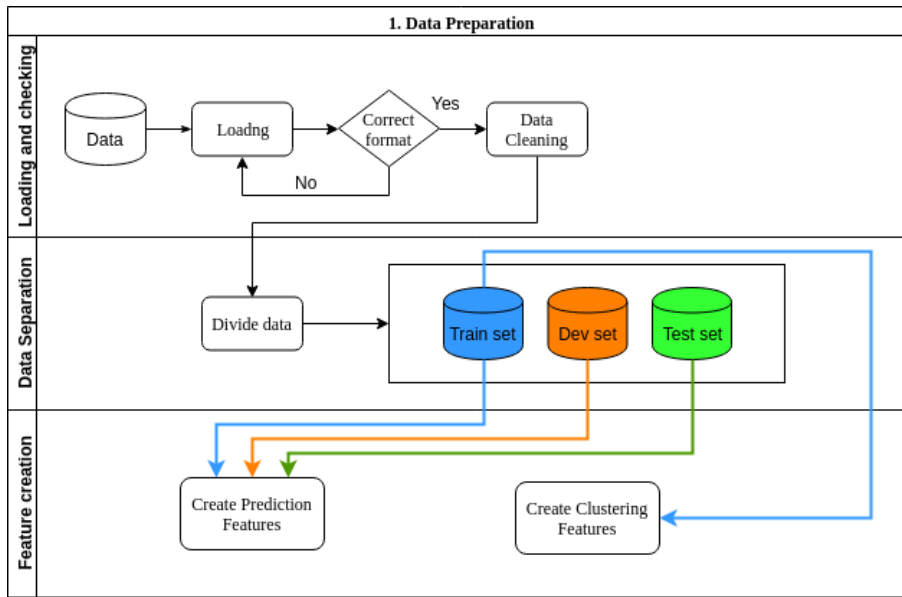 1. Data Preparation
Loading and checking
Data
Loadng
Correct
format
Yes
Data
Cleaning
No
Data Separation
Divide data
Train set
Dev set
Test set
Feature creation
Create Prediction
Features
Create Clustering
Features